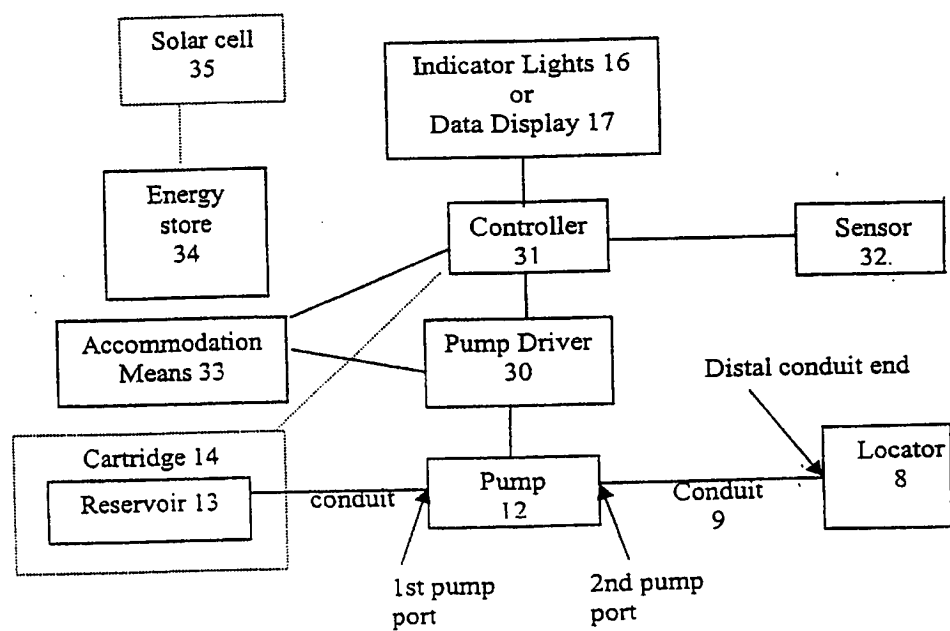 Solar cell
35
Indicator Lights 16
or
Data Display 17
Energy
store
34
Controller
31
Sensor
32.
Accommodation
Means 33
Pump Driver
30
Distal conduit end
Cartridge 14
Reservoir 13
conduit
Pump
12
Conduit
9
Locator
8
1st pump
port
2nd pump
port